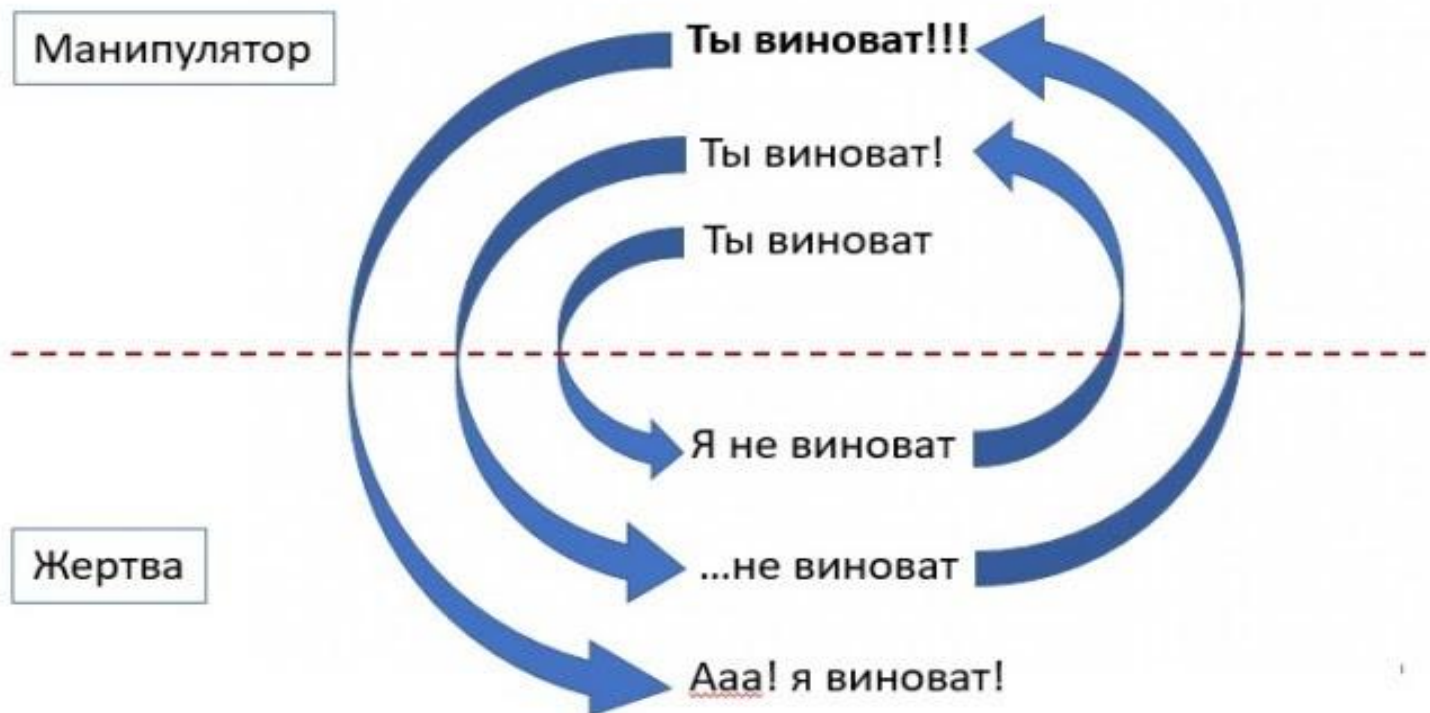 Манипулятор
Ты виноват!!!
Ты виноват!
Ты виноват
Я не виноват
Жертва
...не виноват
Ааа! я виноват!